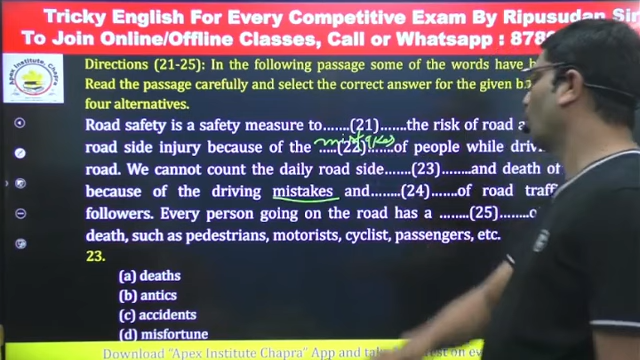 Tricky English For Every Competitive Exam By Ripusudan
To Join Online/Offline Classes, Call or Whatsapp : 878
Apex Institute, Chapra
Directions (21-25): In the following passage some of the words have
Read the passage carefully and select the correct answer for the given
four alternatives.
Road safety is a safety measure to.......(21).......the risk of road
mistakes
road side injury because of the .....(22).......of people while
road. We cannot count the daily road side......(23)......and death
because of the driving mistakes and......(24)......of road
followers. Every person going on the road has a ........(25)........
death, such as pedestrians, motorists, cyclist, passengers, etc.
23.
(a) deaths
(b) antics
(c) accidents
(d) misfortune
Download "Apex Institute Chapra" App and on